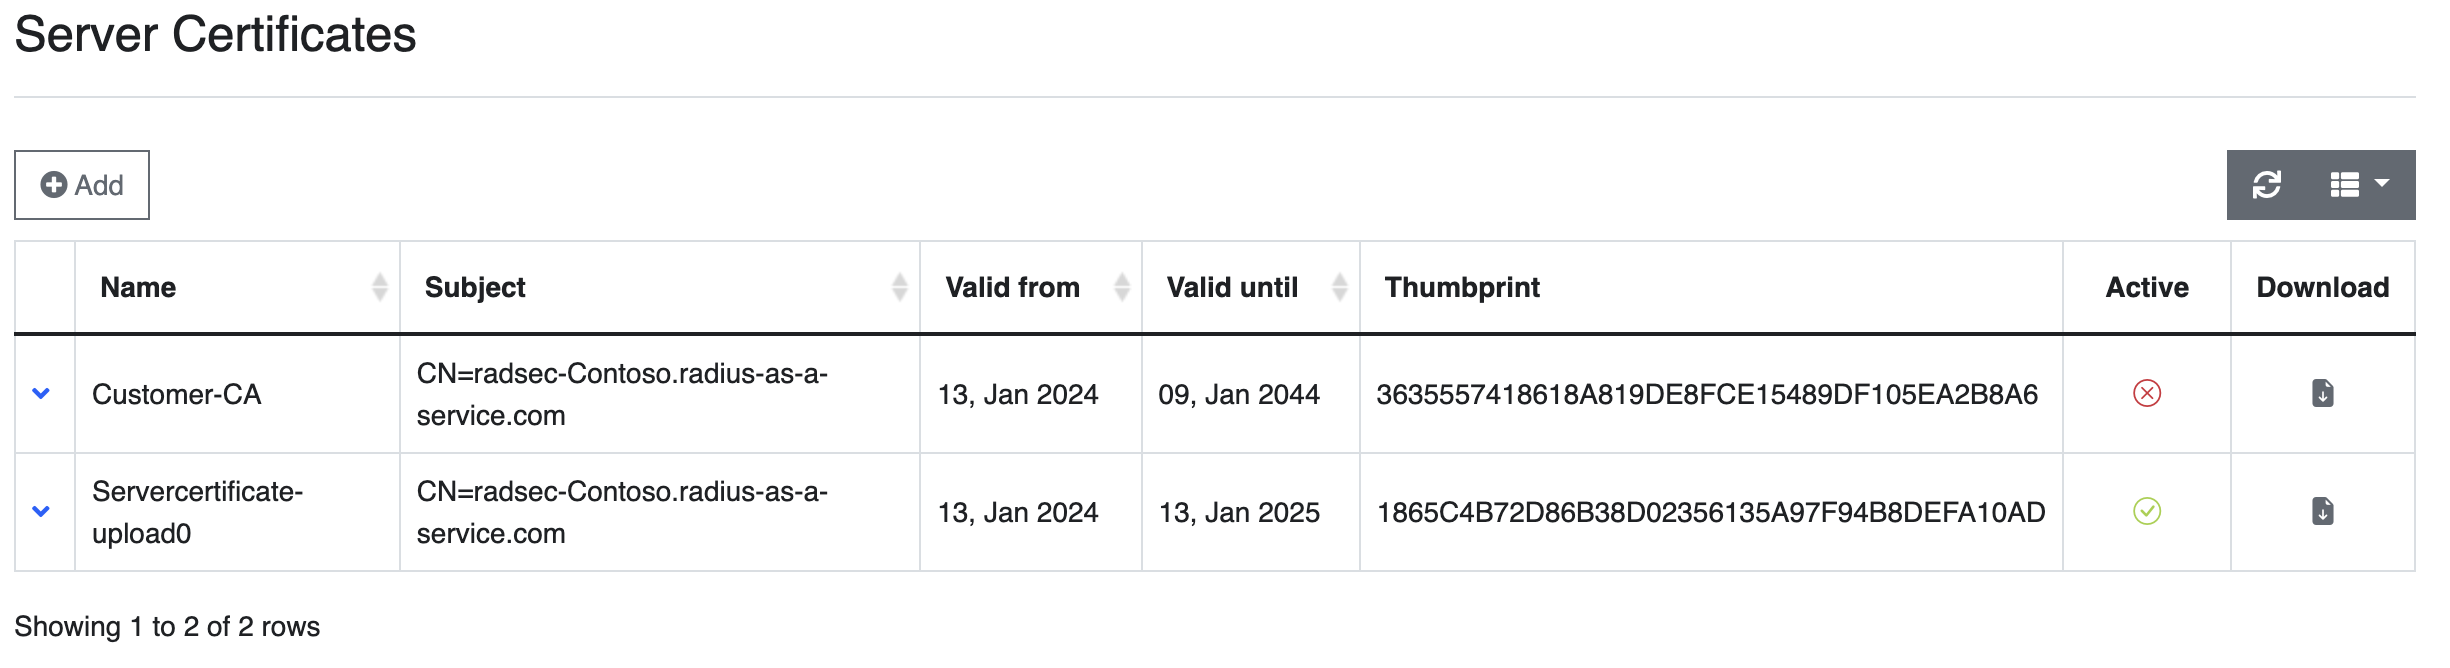 Server Certificates
Add
Name Subject Valid from Valid until Thumbprint Active Download
CN=radsec-Contoso.radius-as-a-
Customer-CA 13, Jan 2024 09, Jan 2044 3635557418618A819DE8FCE15489DF105EA2B8A6
service.com
Servercertificate- CN=radsec-Contoso.radius-as-a-
13, Jan 2024 13, Jan 2025 1865C4B72D86B38D02356135A97F94B8DEFA10AD
upload0 service.com
Showing 1 to 2 of 2 rows